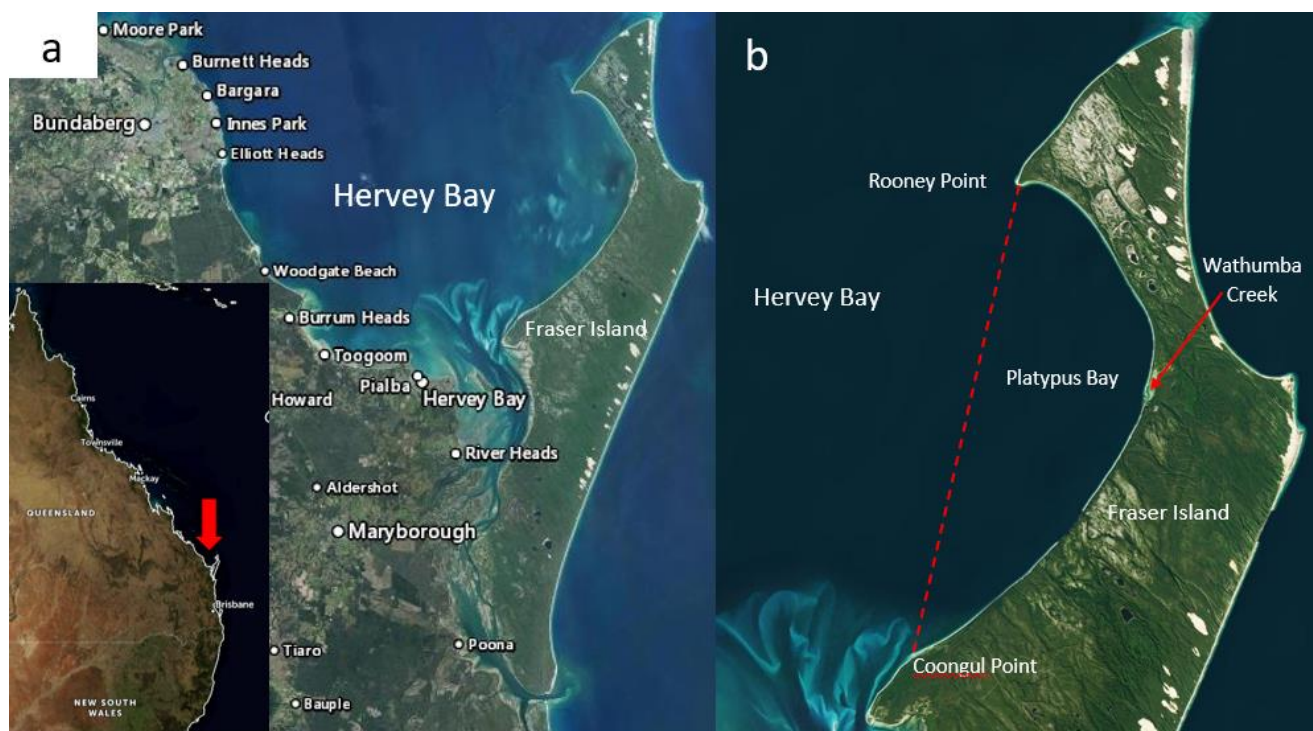 a
Moore Park
Burnett Heads
Bargara
Bundaberg
Innes Park
Elliott Heads
Hervey Bay
Woodgate Beach
Burrum Heads
Fraser Island
Toogoom
Pialba
Hervey Bay
Howard
River Heads
Aldershot
Maryborough
Poona
Tiaro
Bauple
Cairns
Townsville
Mackay
QUEENSLAND
Brisbane
NEW SOUTH
WALES
b
Rooney Point
Wathumba
Creek
Hervey Bay
Platypus Bay
Fraser Island
Coongul Point